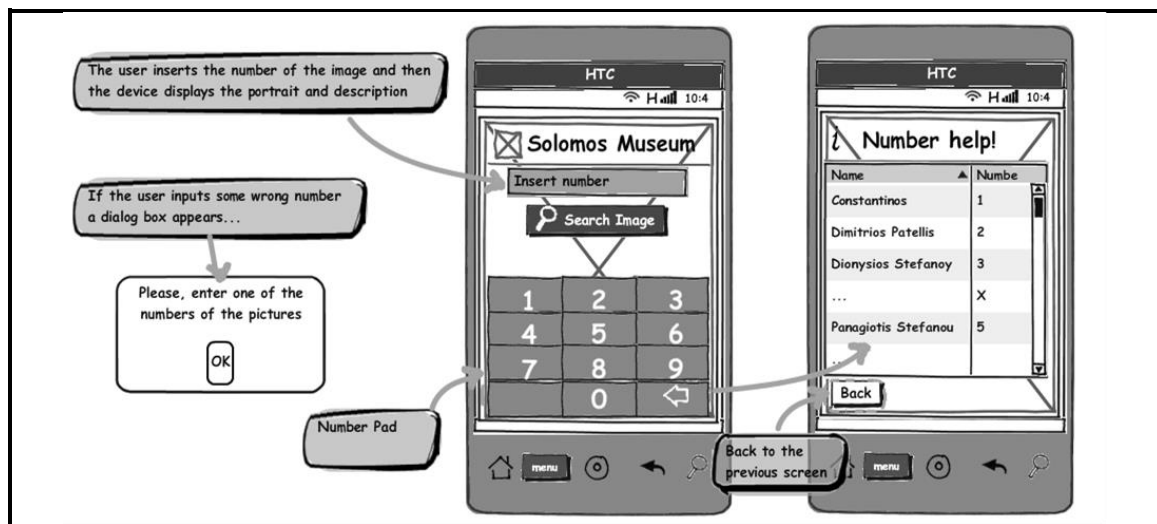 The user inserts the number of the image and then
the device displays the portrait and description
If the user inputs some wrong number
a dialog box appears...
Please, enter one of the
numbers of the pictures
OK
Number Pad
HTC
H 10:4
Solomos Museum
Insert number
Search Image
1 2 3
4 5 6
7 8 9
0
menu
Back to the
previous screen
HTC
H 10:4
i Number help!
Name Numbe
Constantinos 1
Dimitrios Patellis 2
Dionysios Stefanoy 3
... X
Panagiotis Stefanou 5
...
Back
menu